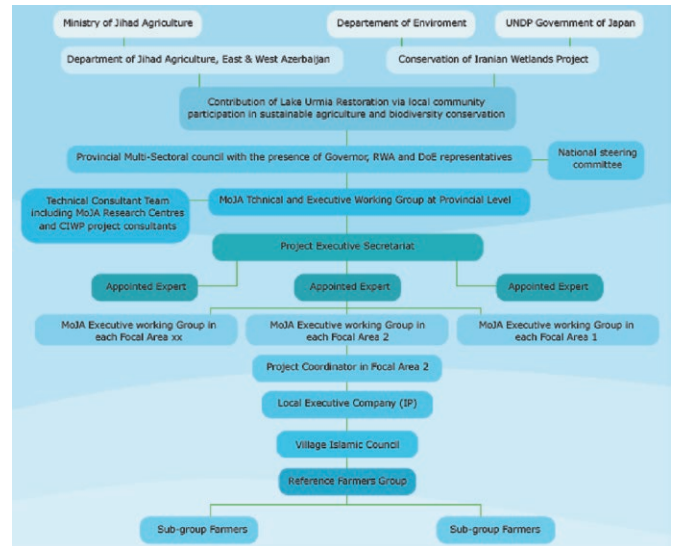 Ministry of Jihad Agriculture
Departement of Enviroment
UNDP Government of Japan
Department of Jihad Agriculture, East & West Azerbaijan
Conservation of Iranian Wetlands Project
Contribution of Lake Urmia Restoration via local community
participation in sustainable agriculture and biodiversity conservation
Provincial Multi-Sectoral council with the presence of Governor, RWA and DoE representatives
National steering
committee
Technical Consultant Team
including MoJA Research Centres
and CIWP project consultants
MoJA Tchnical and Executive Working Group at Provincial Level
Project Executive Secretariat
Appointed Expert
Appointed Expert
Appointed Expert
MoJA Executive working Group in
each Focal Area xx
MoJA Executive working Group in
each Focal Area 2
MoJA Executive working Group in
each Focal Area 1
Project Coordinator in Focal Area 2
Local Executive Company (IP)
Village Islamic Council
Reference Farmers Group
Sub-group Farmers
Sub-group Farmers